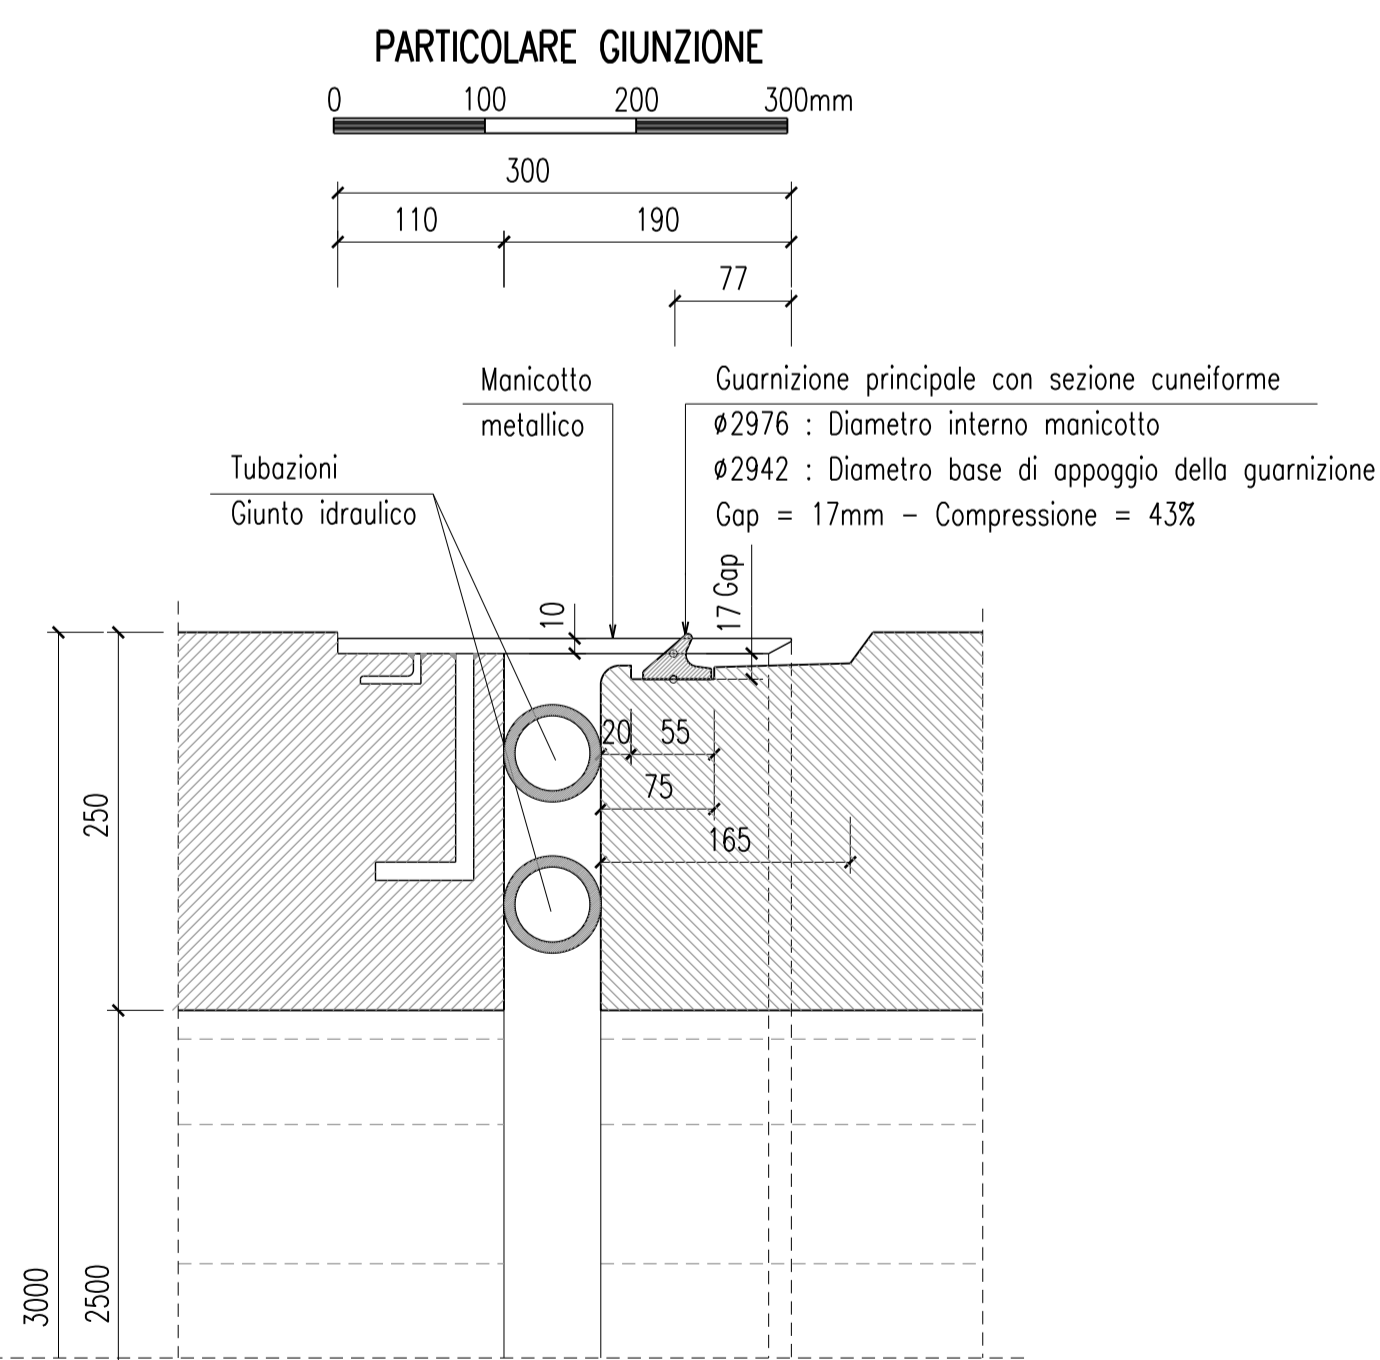 PARTICOLARE GIUNZIONE
0 100 200 300mm
300
110 190
77
Manicotto
metallico
Guarnizione principale con sezione cuneiforme
ø2976 : Diametro interno manicotto
ø2942 : Diametro base di appoggio della guarnizione
Gap = 17mm - Compressione = 43%
Tubazioni
Giunto idraulico
10
17 Gap
20 55
75
165
250
3000
2500